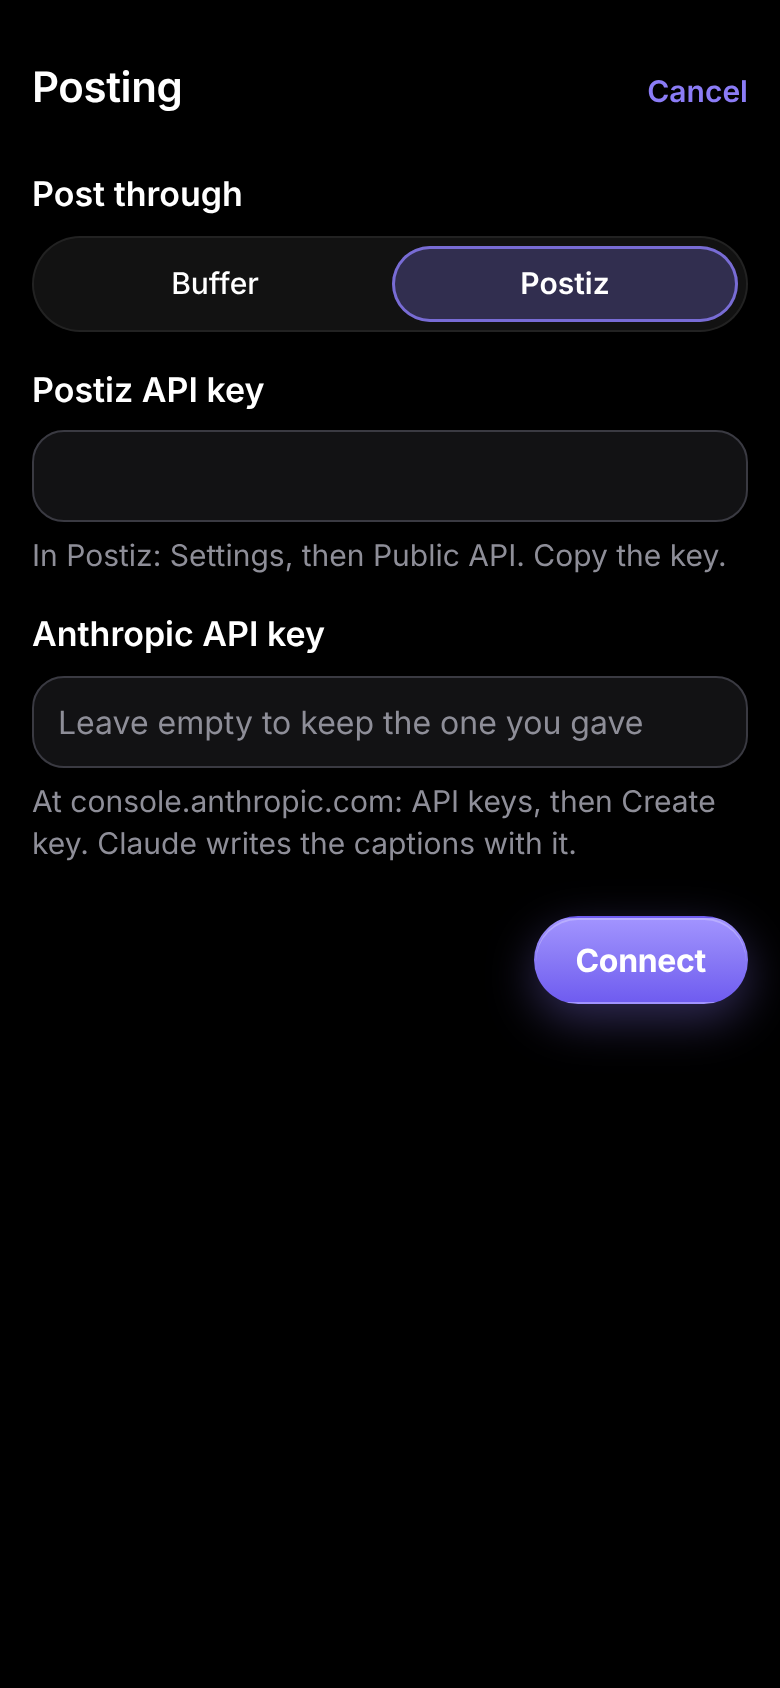 Posting
Cancel
Post through
Buffer
Postiz
Postiz API key
In Postiz: Settings, then Public API. Copy the key.
Anthropic API key
Leave empty to keep the one you gave
At console.anthropic.com: API keys, then Create
key. Claude writes the captions with it.
Connect